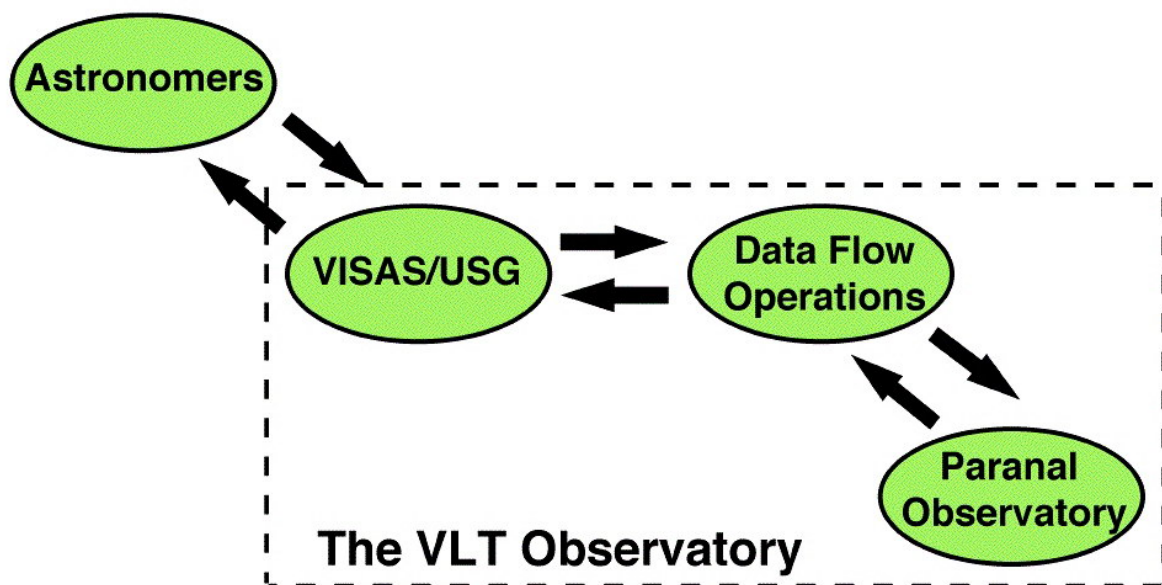 Astronomers
VISAS/USG
Data Flow
Operations
Paranal
Observatory
The VLT Observatory